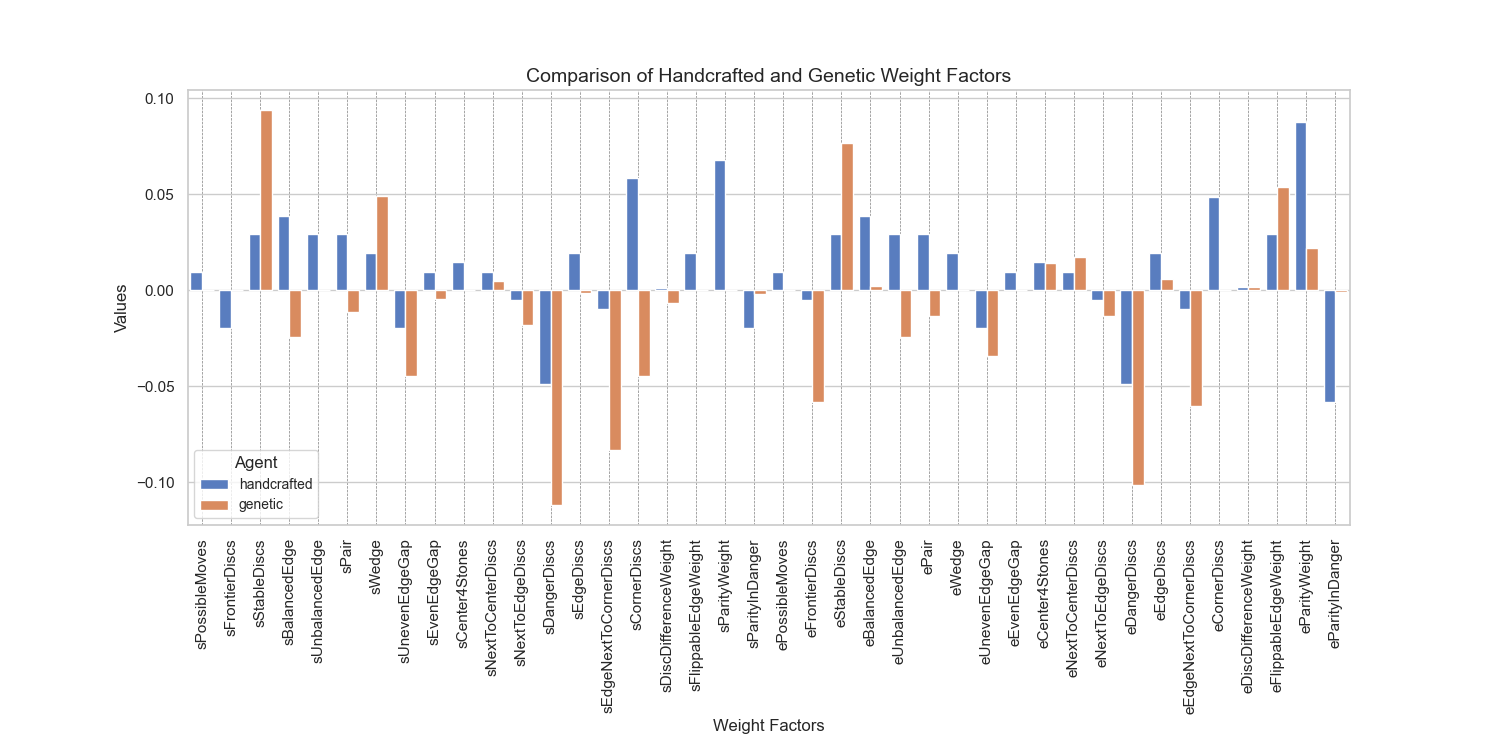 Comparison of Handcrafted and Genetic Weight Factors
0.10
0.05
0.00
−0.05
−0.10
Values
Agent
handcrafted
genetic
sPossibleMoves
sFrontierDiscs
sStableDiscs
sBalancedEdge
sUnbalancedEdge
sPair
sWedge
sUnevenEdgeGap
sEvenEdgeGap
sCenter4Stones
sNextToCenterDiscs
sNextToEdgeDiscs
sDangerDiscs
sEdgeDiscs
sEdgeNextToCornerDiscs
sCornerDiscs
sDiscDifferenceWeight
sFlippableEdgeWeight
sParityWeight
sParityInDanger
ePossibleMoves
eFrontierDiscs
eStableDiscs
eBalancedEdge
eUnbalancedEdge
ePair
eWedge
eUnevenEdgeGap
eEvenEdgeGap
eCenter4Stones
eNextToCenterDiscs
eNextToEdgeDiscs
eDangerDiscs
eEdgeDiscs
eEdgeNextToCornerDiscs
eCornerDiscs
eDiscDifferenceWeight
eFlippableEdgeWeight
eParityWeight
eParityInDanger
Weight Factors